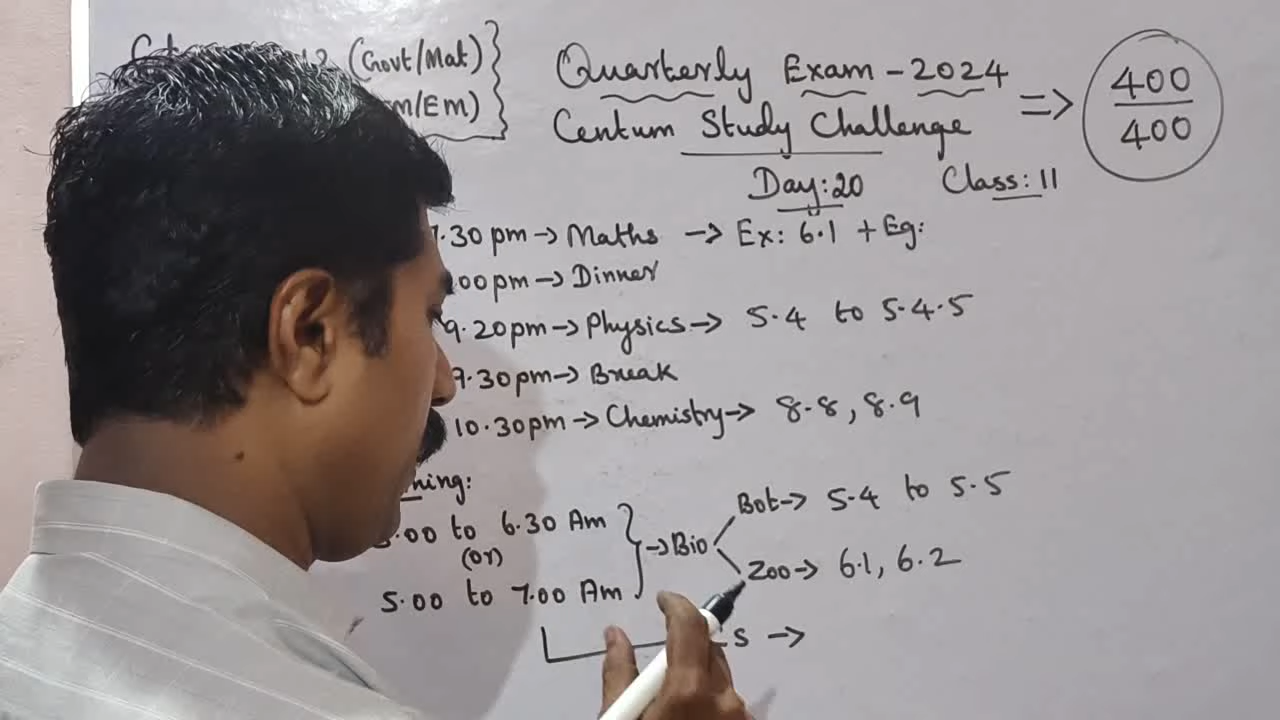 (Govt/Mat)
m/Em)
Quarterly Exam - 2024
Centum Study Challenge
=> 400/400
Day: 20 Class: 11
7.30 pm → Maths → Ex: 6.1 + Eg:
00 pm → Dinner
9.20 pm → Physics → 5.4 to 5.4.5
9.30 pm → Break
10.30 pm → Chemistry → 8.8, 8.9
ning:
5.00 to 6.30 Am
(or)
5.00 to 7.00 Am
→ Bio
Bot → 5.4 to 5.5
Zoo → 6.1, 6.2
S →